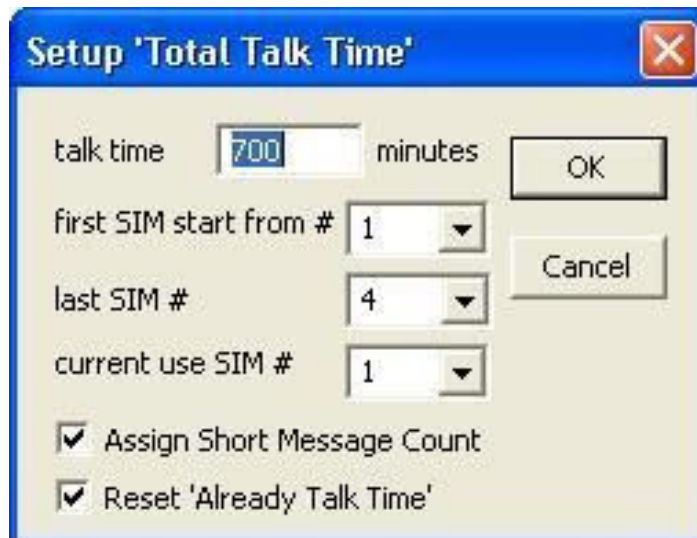 Setup 'Total Talk Time'
talk time 700 minutes
OK
first SIM start from # 1
Cancel
last SIM # 4
current use SIM # 1
Assign Short Message Count
Reset 'Already Talk Time'